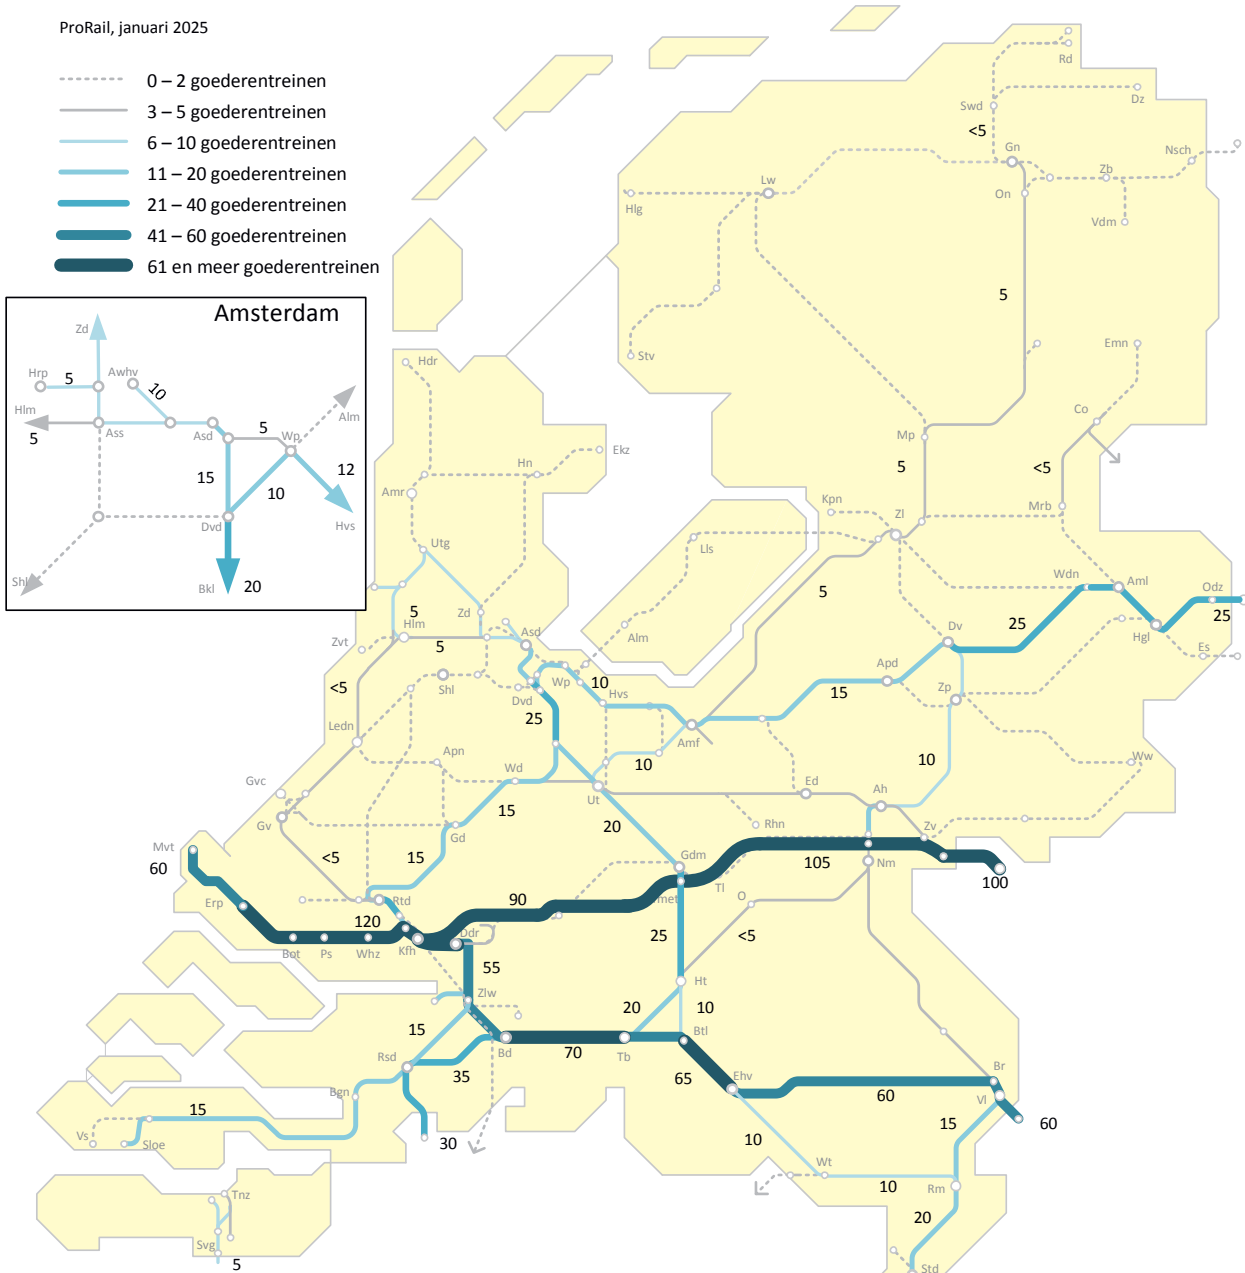 ProRail, januari 2025
0 – 2 goederentreinen
3 – 5 goederentreinen
6 – 10 goederentreinen
11 – 20 goederentreinen
21 – 40 goederentreinen
41 – 60 goederentreinen
61 en meer goederentreinen
Amsterdam
Zd
Hrp
5
Awhv
10
Hlm
5
Ass
Asd
5
Wp
Alm
15
10
12
Dvd
Hvs
Shl
Bkl
20
Rd
Swd
Dz
<5
Gn
Nsch
Zb
Lw
Hlg
On
Vdm
5
Stv
Emn
Hdr
Co
Mp
Ekz
Hn
5
<5
Amr
Kpn
Mrb
Zl
Utg
Lls
Wdn
Aml
Odz
5
25
25
Zd
5
Hlm
Asd
Alm
Dv
Hgl
Zvt
5
Es
Apd
<5
Shl
Wp
10
Hvs
15
Zp
Dvd
Ledn
25
Amf
Apn
10
10
Ww
Gvc
Wd
Ed
Ut
Ah
Gv
15
20
Rhn
Zv
Gd
Mvt
<5
15
Gdm
105
60
Nm
100
Tl
Erp
Rtd
90
met
O
120
Ddr
25
<5
Bot
Ps
Whz
Kfh
55
Ht
Zlw
20
10
15
Btl
Rsd
Bd
70
Tb
35
65
Ehv
Br
60
Bgn
Vl
15
15
60
Vs
Sloe
30
10
Wt
10
Rm
Tnz
20
Svg
5
Std